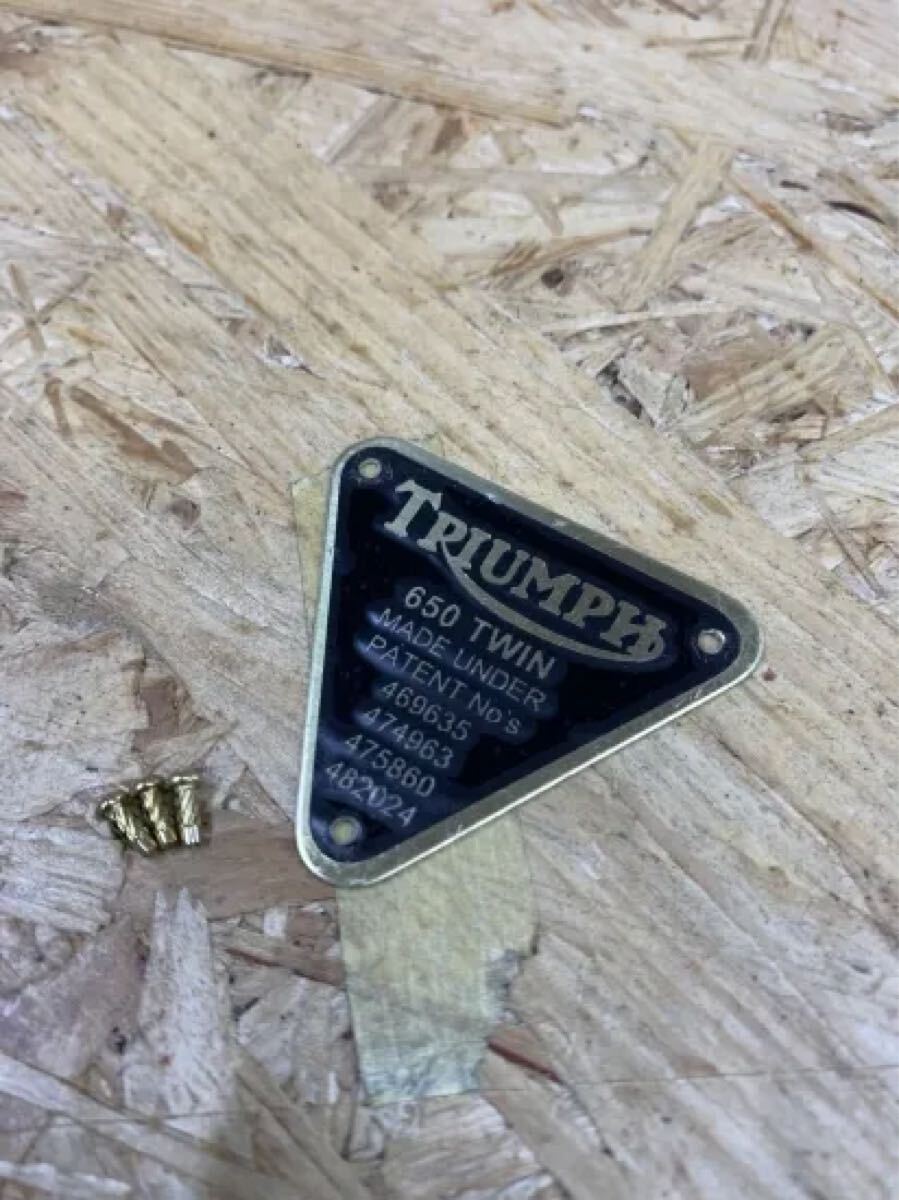 TRIUMPH
650 TWIN
MADE UNDER
PATENT No's
469635
474963
475860
482024